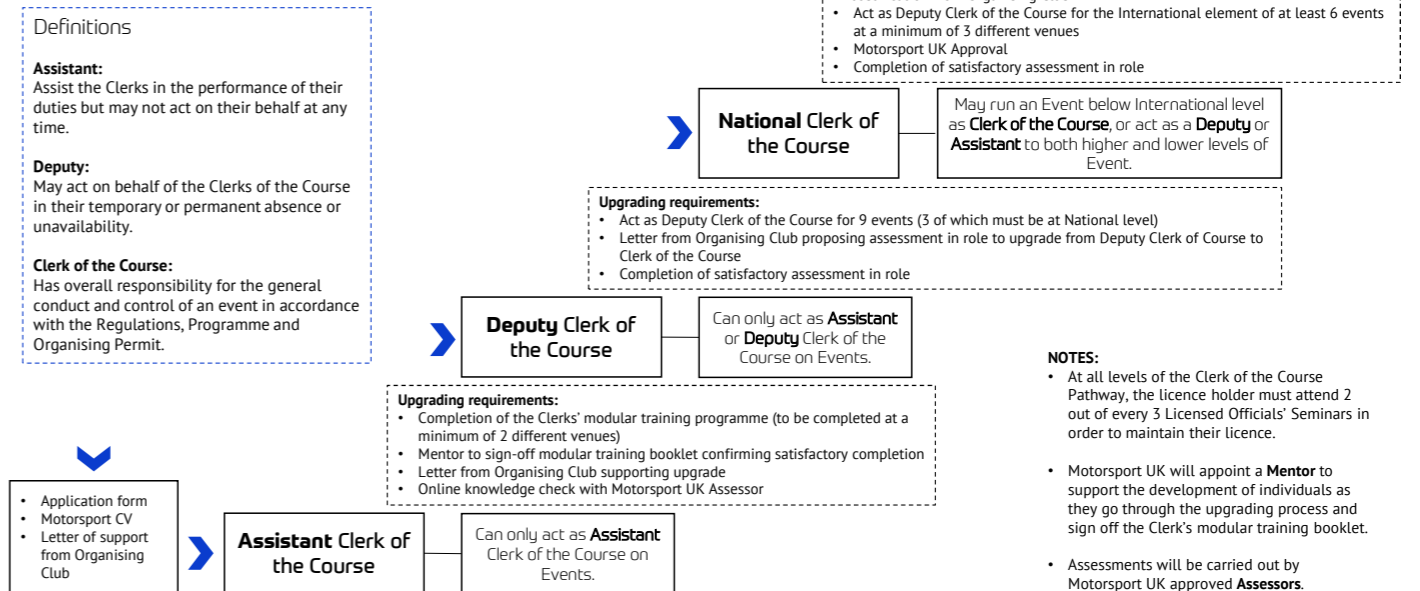 Definitions
Assistant:
Assist the Clerks in the performance of their
duties but may not act on their behalf at any
time.
Deputy:
May act on behalf of the Clerks of the Course
in their temporary or permanent absence or
unavailability.
Clerk of the Course:
Has overall responsibility for the general
conduct and control of an event in accordance
with the Regulations, Programme and
Organising Permit.
• Act as Deputy Clerk of the Course for the International element of at least 6 events
at a minimum of 3 different venues
• Motorsport UK Approval
• Completion of satisfactory assessment in role
National Clerk of
the Course
May run an Event below International level
as Clerk of the Course, or act as a Deputy or
Assistant to both higher and lower levels of
Event.
Upgrading requirements:
• Act as Deputy Clerk of the Course for 9 events (3 of which must be at National level)
• Letter from Organising Club proposing assessment in role to upgrade from Deputy Clerk of Course to
Clerk of the Course
• Completion of satisfactory assessment in role
Deputy Clerk of
the Course
Can only act as Assistant
or Deputy Clerk of the
Course on Events.
Upgrading requirements:
• Completion of the Clerks' modular training programme (to be completed at a
minimum of 2 different venues)
• Mentor to sign-off modular training booklet confirming satisfactory completion
• Letter from Organising Club supporting upgrade
• Online knowledge check with Motorsport UK Assessor
• Application form
• Motorsport CV
• Letter of support
from Organising
Club
Assistant Clerk of
the Course
Can only act as Assistant
Clerk of the Course on
Events.
NOTES:
• At all levels of the Clerk of the Course
Pathway, the licence holder must attend 2
out of every 3 Licensed Officials' Seminars in
order to maintain their licence.
• Motorsport UK will appoint a Mentor to
support the development of individuals as
they go through the upgrading process and
sign off the Clerk's modular training booklet.
• Assessments will be carried out by
Motorsport UK approved Assessors.